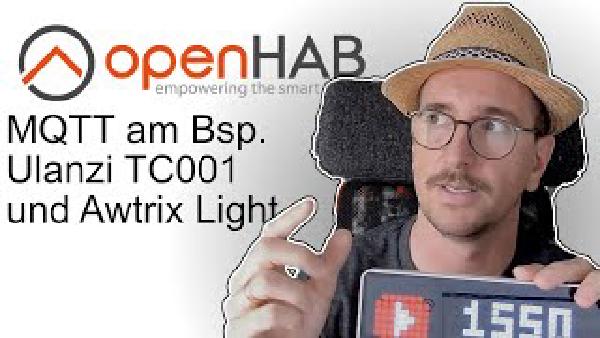 openHAB
empowering the smart
MQTT am Bsp.
Ulanzi TC001
und Awtrix Light
1550